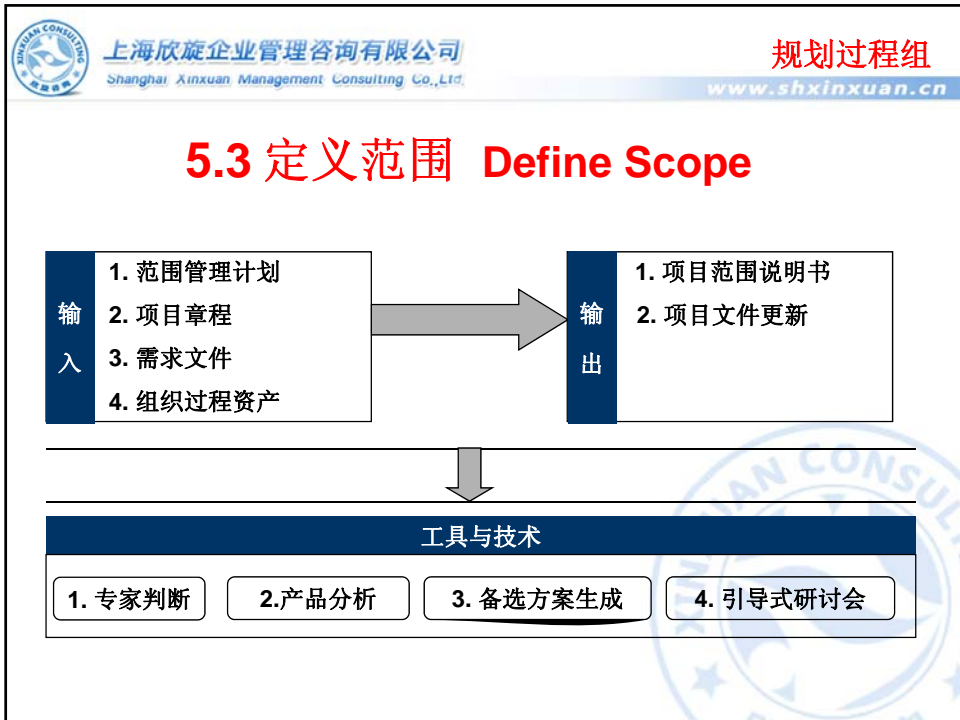 XINXUAN CONSULTING
上海欣旋企业管理咨询有限公司
Shanghai Xinxuan Management Consulting Co.,Ltd.
规划过程组
www.shxinxuan.cn
5.3 定义范围 Define Scope
输入
1. 范围管理计划
2. 项目章程
3. 需求文件
4. 组织过程资产
输出
1. 项目范围说明书
2. 项目文件更新
工具与技术
1. 专家判断
2.产品分析
3. 备选方案生成
4. 引导式研讨会